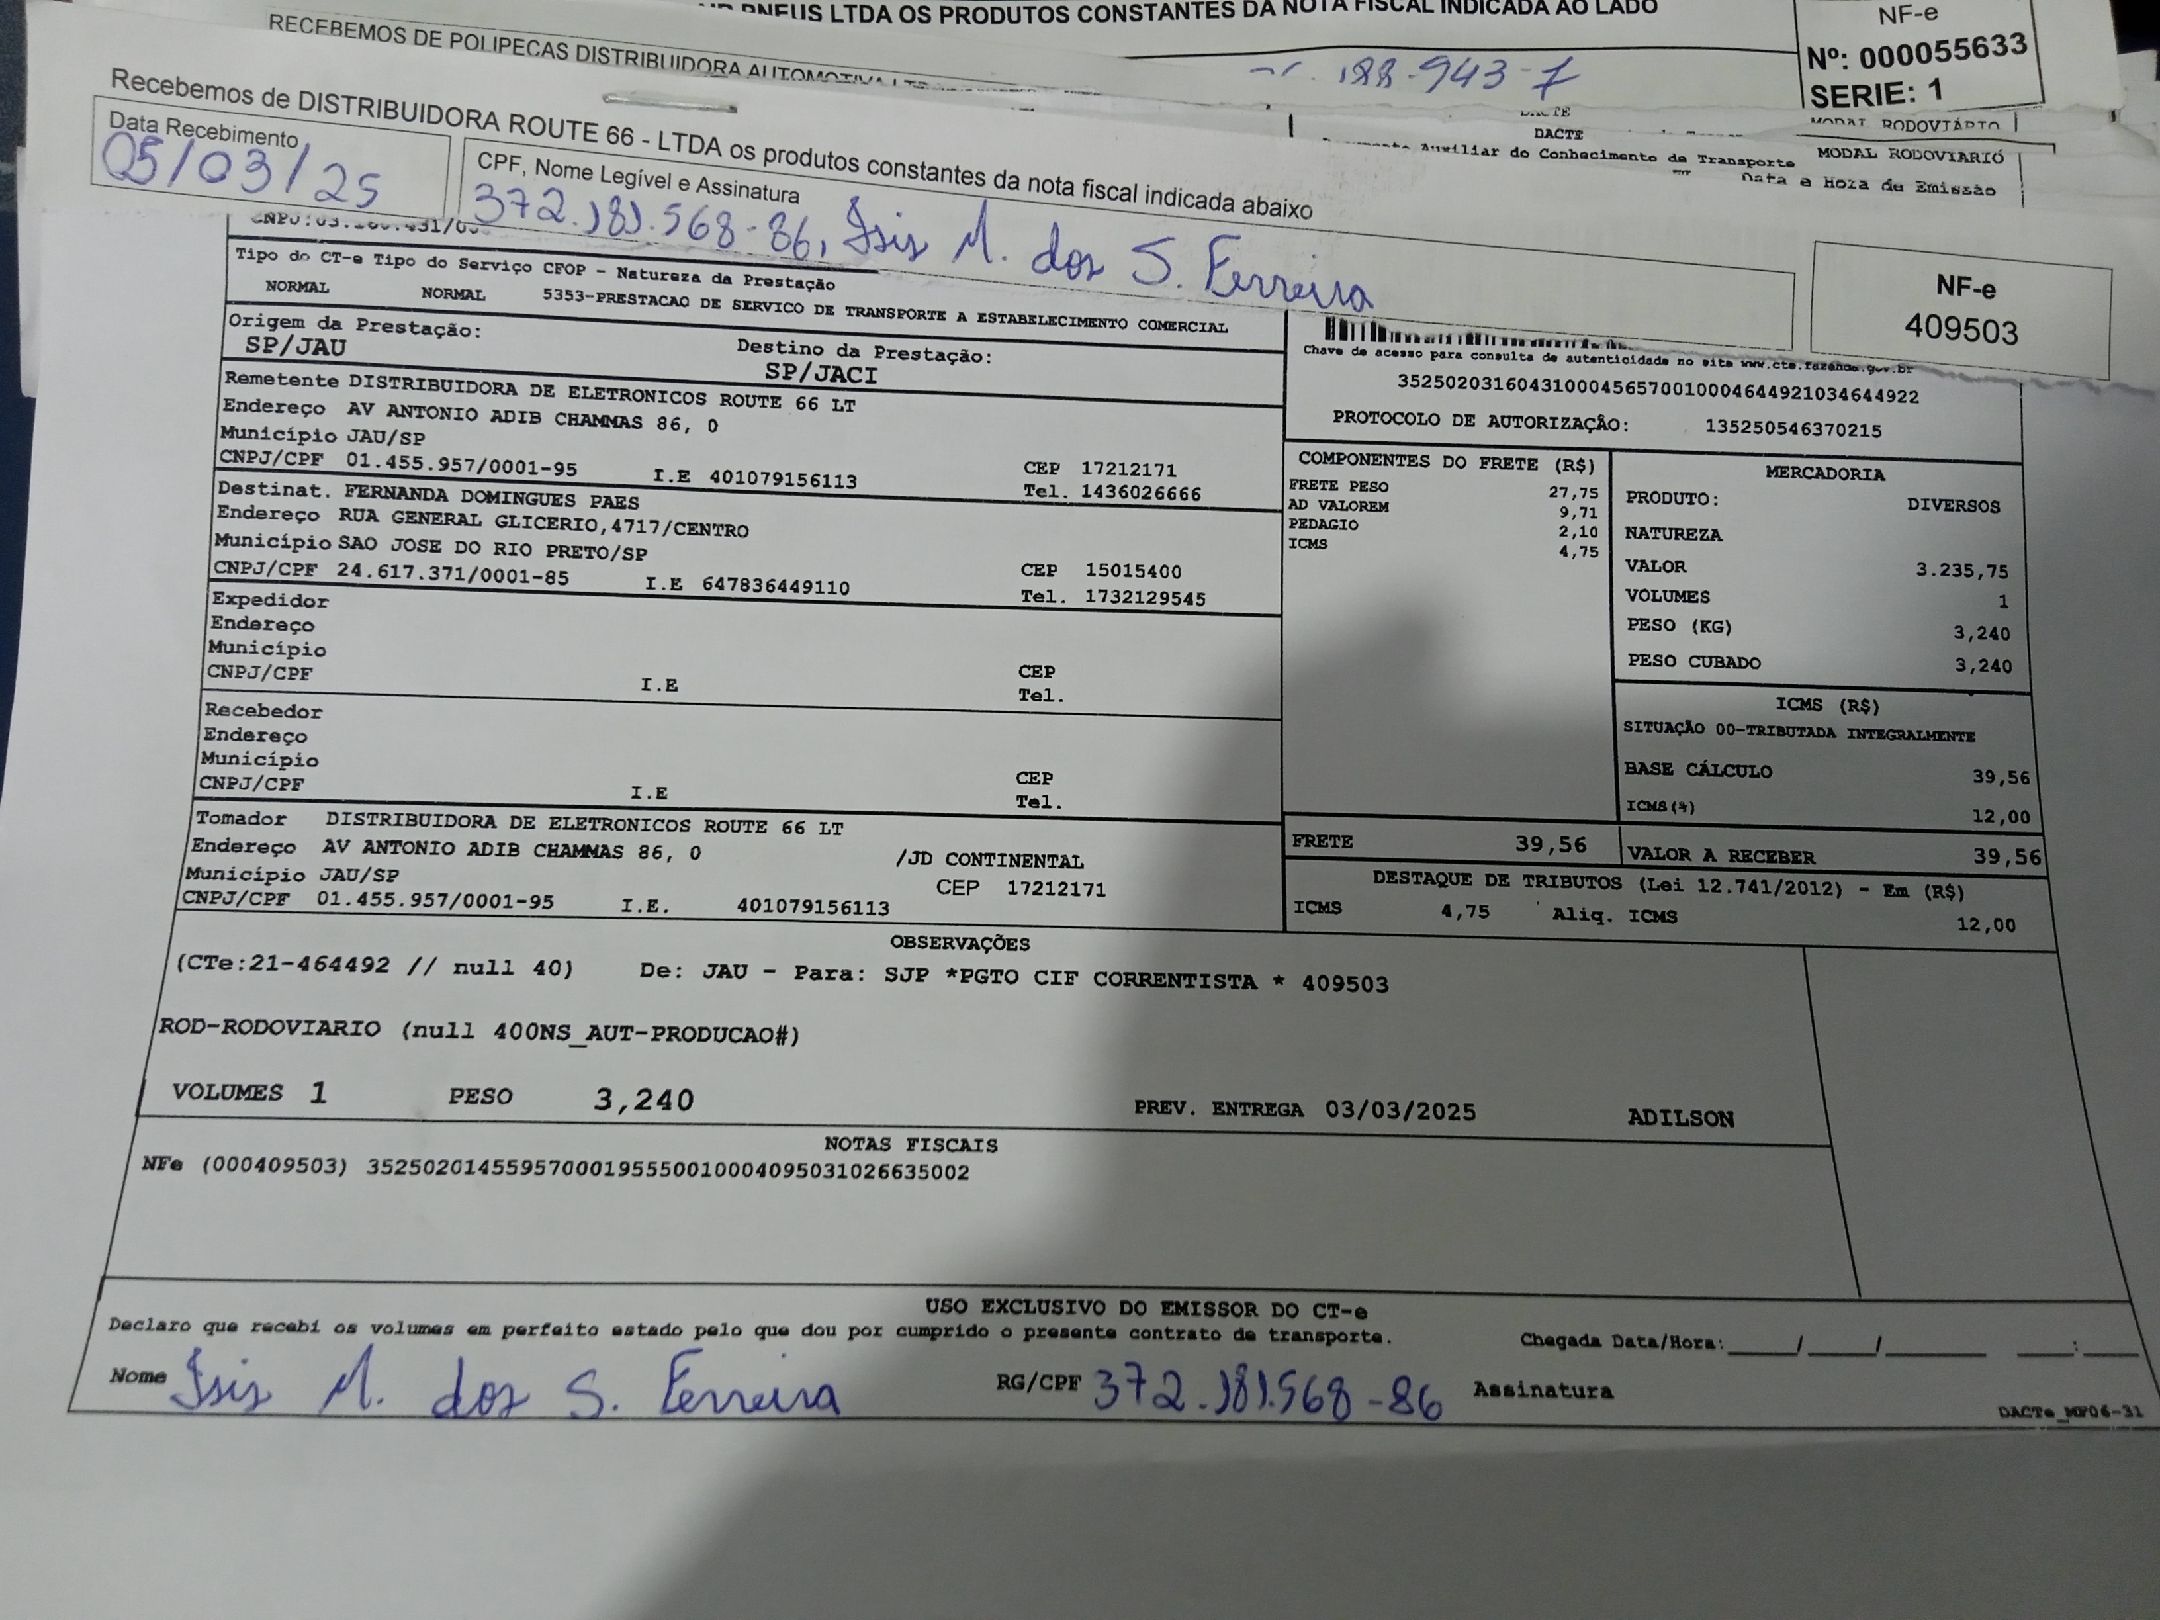 PNEUS LTDA OS PRODUTOS CONSTANTES DA NOTA FISCAL INDICADA AO LADO
NF-e
Nº: 000055633
SERIE: 1
RECEBEMOS DE POLIPECAS DISTRIBUIDORA AUTOMOTIVA
188-943-7
DACTE
MODAL RODOVIARIO
DACTE
Auxiliar do Conhecimento de Transporte
MODAL RODOVIARIO
Data e Hora de Emissão
Recebemos de DISTRIBUIDORA ROUTE 66 - LTDA os produtos constantes da nota fiscal indicada abaixo
Data Recebimento
05/03/25
CPF, Nome Legível e Assinatura
372.181.568-86, Isis M. dos S. Ferreira
NF-e
409503
Tipo do CT-e Tipo do Serviço CFOP - Natureza da Prestação
NORMAL NORMAL 5353-PRESTACAO DE SERVICO DE TRANSPORTE A ESTABELECIMENTO COMERCIAL
Origem da Prestação:
SP/JAU
Destino da Prestação:
SP/JACI
Chave de acesso para consulta de autenticidade no site www.cte.fazenda.gov.br
35250203160431000456570010004644921034644922
PROTOCOLO DE AUTORIZAÇÃO: 135250546370215
Remetente DISTRIBUIDORA DE ELETRONICOS ROUTE 66 LT
Endereço AV ANTONIO ADIB CHAMMAS 86, 0
Município JAU/SP
CNPJ/CPF 01.455.957/0001-95 I.E 401079156113
CEP 17212171
Tel. 1436026666
Destinat. FERNANDA DOMINGUES PAES
Endereço RUA GENERAL GLICERIO,4717/CENTRO
Município SAO JOSE DO RIO PRETO/SP
CNPJ/CPF 24.617.371/0001-85 I.E 647836449110
CEP 15015400
Tel. 1732129545
Expedidor
Endereço
Município
CNPJ/CPF I.E
CEP
Tel.
Recebedor
Endereço
Município
CNPJ/CPF I.E
CEP
Tel.
Tomador DISTRIBUIDORA DE ELETRONICOS ROUTE 66 LT
Endereço AV ANTONIO ADIB CHAMMAS 86, 0 /JD CONTINENTAL
Município JAU/SP CEP 17212171
CNPJ/CPF 01.455.957/0001-95 I.E. 401079156113
COMPONENTES DO FRETE (R$)
FRETE PESO 27,75
AD VALOREM 9,71
PEDAGIO 2,10
ICMS 4,75
MERCADORIA
PRODUTO: DIVERSOS
NATUREZA
VALOR 3.235,75
VOLUMES 1
PESO (KG) 3,240
PESO CUBADO 3,240
ICMS (R$)
SITUAÇÃO 00-TRIBUTADA INTEGRALMENTE
BASE CÁLCULO 39,56
ICMS(%) 12,00
FRETE 39,56 VALOR A RECEBER 39,56
DESTAQUE DE TRIBUTOS (Lei 12.741/2012) - Em (R$)
ICMS 4,75 Aliq. ICMS 12,00
OBSERVAÇÕES
(CTe:21-464492 // null 40) De: JAU - Para: SJP *PGTO CIF CORRENTISTA * 409503
ROD-RODOVIARIO (null 400NS_AUT-PRODUCAO#)
VOLUMES 1 PESO 3,240 PREV. ENTREGA 03/03/2025 ADILSON
NOTAS FISCAIS
NFe (000409503) 35250201455957000195550010004095031026635002
USO EXCLUSIVO DO EMISSOR DO CT-e
Declaro que recebi os volumes em perfeito estado pelo que dou por cumprido o presente contrato de transporte.
Chegada Data/Hora:____/____/______ ____:____
Nome Isis M. dos S. Ferreira RG/CPF 372.181.568-86 Assinatura
DACTe_MP06-31